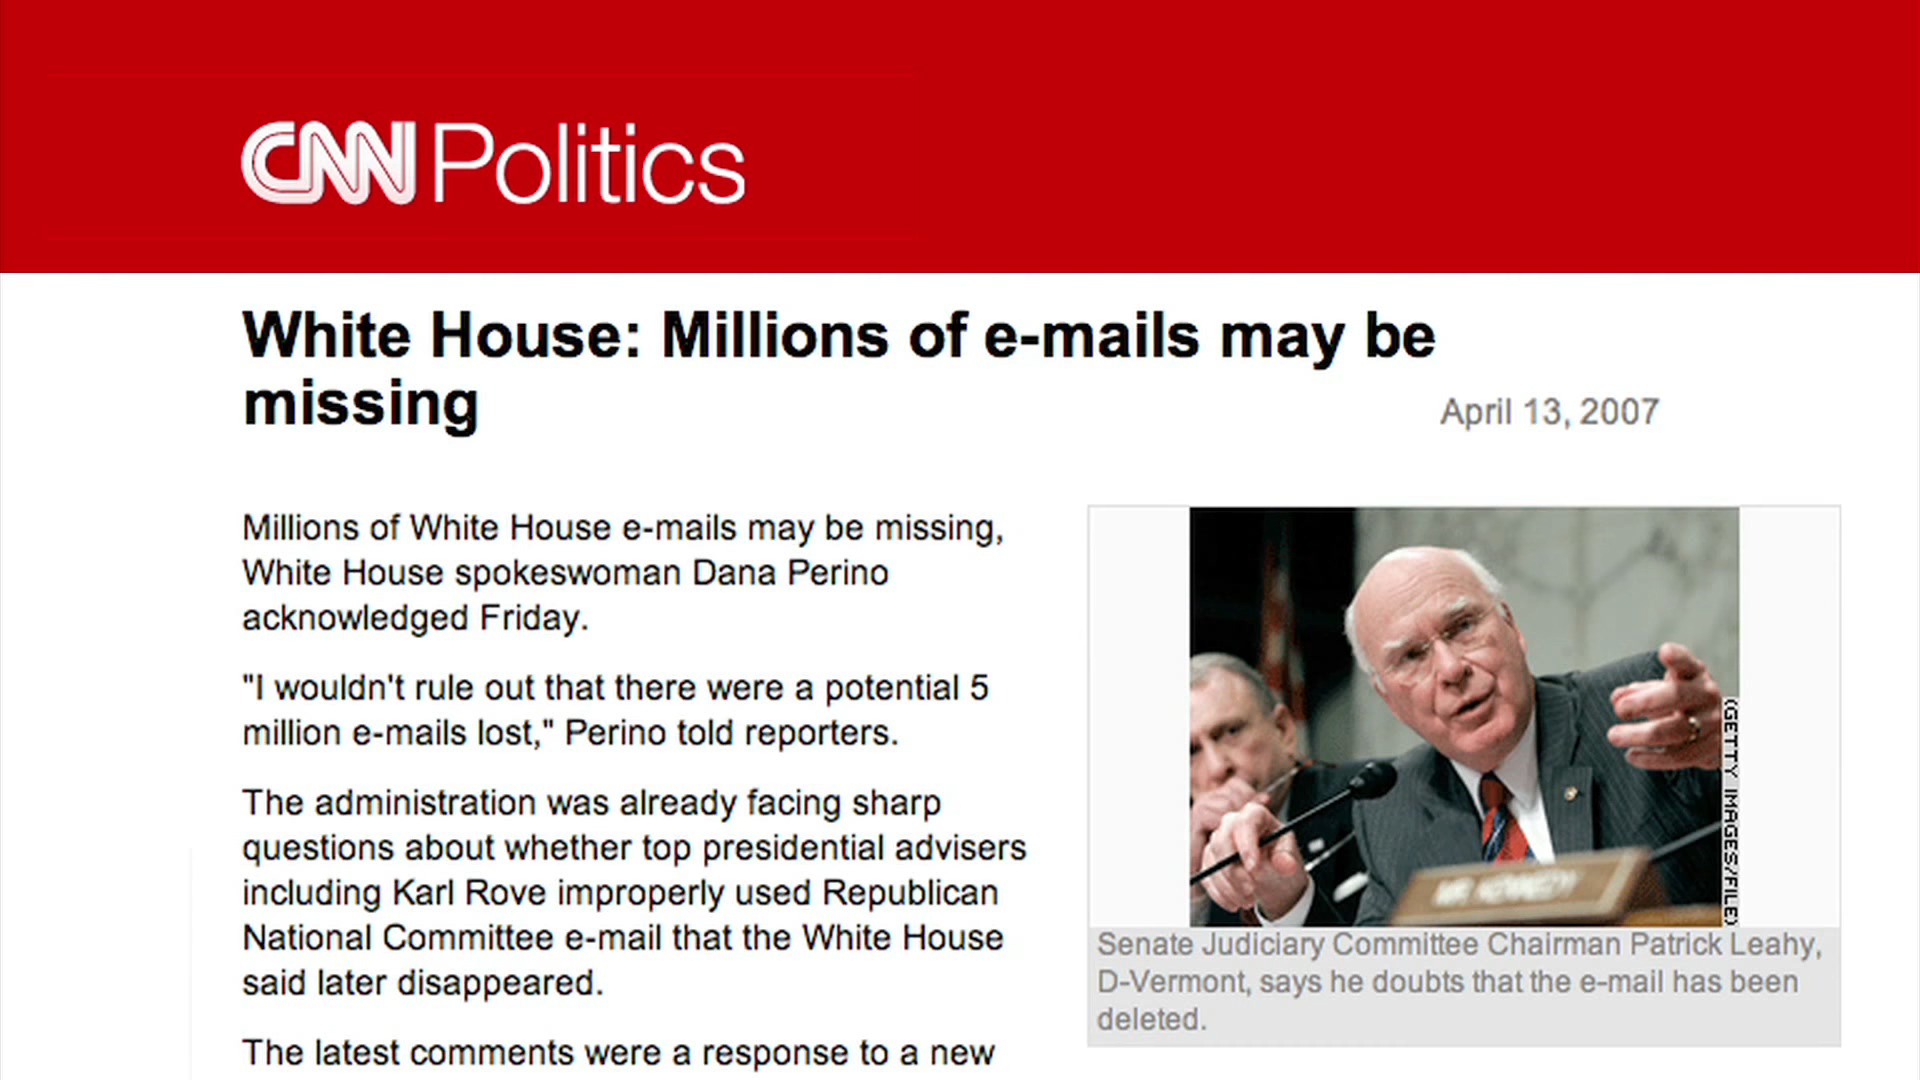 CNN Politics
White House: Millions of e-mails may be
missing
April 13, 2007
Millions of White House e-mails may be missing,
White House spokeswoman Dana Perino
acknowledged Friday.
"I wouldn't rule out that there were a potential 5
million e-mails lost," Perino told reporters.
The administration was already facing sharp
questions about whether top presidential advisers
including Karl Rove improperly used Republican
National Committee e-mail that the White House
said later disappeared.
The latest comments were a response to a new
(GETTY IMAGES/FILE)
MR. KENNEDY
Senate Judiciary Committee Chairman Patrick Leahy,
D-Vermont, says he doubts that the e-mail has been
deleted.